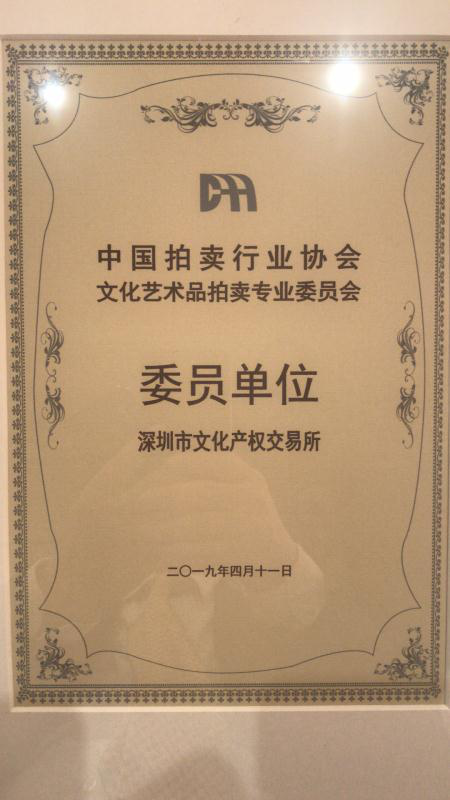 中国拍卖行业协会
文化艺术品拍卖专业委员会
委员单位
深圳市文化产权交易所
二〇一九年四月十一日